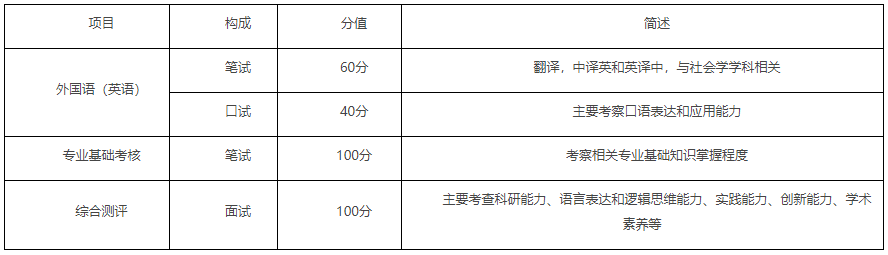 项目 构成 分值 简述
外国语（英语） 笔试 60分 翻译，中译英和英译中，与社会学学科相关
口试 40分 主要考察口语表达和应用能力
专业基础考核 笔试 100分 考察相关专业基础知识掌握程度
综合测评 面试 100分 主要考查科研能力、语言表达和逻辑思维能力、实践能力、创新能力、学术
素养等